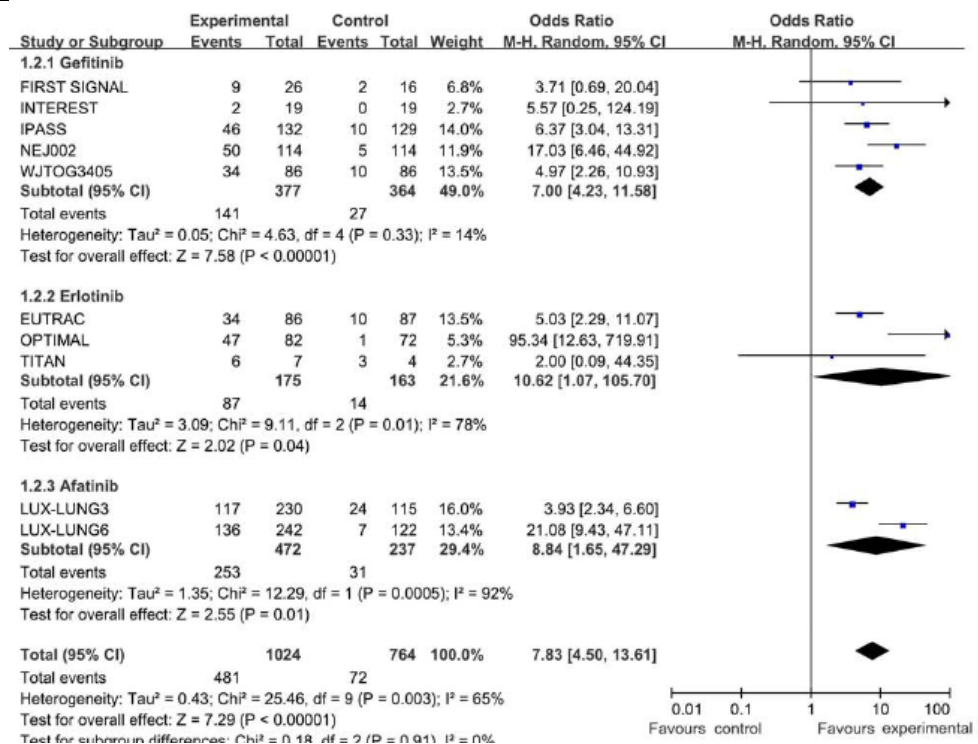 Experimental Control Odds Ratio Odds Ratio
Study or Subgroup Events Total Events Total Weight M-H, Random, 95% CI M-H, Random, 95% CI
1.2.1 Gefitinib
FIRST SIGNAL 9 26 2 16 6.8% 3.71 [0.69, 20.04]
INTEREST 2 19 0 19 2.7% 5.57 [0.25, 124.19]
IPASS 46 132 10 129 14.0% 6.37 [3.04, 13.31]
NEJ002 50 114 5 114 11.9% 17.03 [6.46, 44.92]
WJTOG3405 34 86 10 86 13.5% 4.97 [2.26, 10.93]
Subtotal (95% CI) 377 364 49.0% 7.00 [4.23, 11.58]
Total events 141 27
Heterogeneity: Tau² = 0.05; Chi² = 4.63, df = 4 (P = 0.33); I² = 14%
Test for overall effect: Z = 7.58 (P < 0.00001)
1.2.2 Erlotinib
EUTRAC 34 86 10 87 13.5% 5.03 [2.29, 11.07]
OPTIMAL 47 82 1 72 5.3% 95.34 [12.63, 719.91]
TITAN 6 7 3 4 2.7% 2.00 [0.09, 44.35]
Subtotal (95% CI) 175 163 21.6% 10.62 [1.07, 105.70]
Total events 87 14
Heterogeneity: Tau² = 3.09; Chi² = 9.11, df = 2 (P = 0.01); I² = 78%
Test for overall effect: Z = 2.02 (P = 0.04)
1.2.3 Afatinib
LUX-LUNG3 117 230 24 115 16.0% 3.93 [2.34, 6.60]
LUX-LUNG6 136 242 7 122 13.4% 21.08 [9.43, 47.11]
Subtotal (95% CI) 472 237 29.4% 8.84 [1.65, 47.29]
Total events 253 31
Heterogeneity: Tau² = 1.35; Chi² = 12.29, df = 1 (P = 0.0005); I² = 92%
Test for overall effect: Z = 2.55 (P = 0.01)
Total (95% CI) 1024 764 100.0% 7.83 [4.50, 13.61]
Total events 481 72
Heterogeneity: Tau² = 0.43; Chi² = 25.46, df = 9 (P = 0.003); I² = 65%
Test for overall effect: Z = 7.29 (P < 0.00001)
Test for subgroup differences: Chi² = 0.18, df = 2 (P = 0.91), I² = 0%
0.01 0.1 1 10 100
Favours control Favours experimental